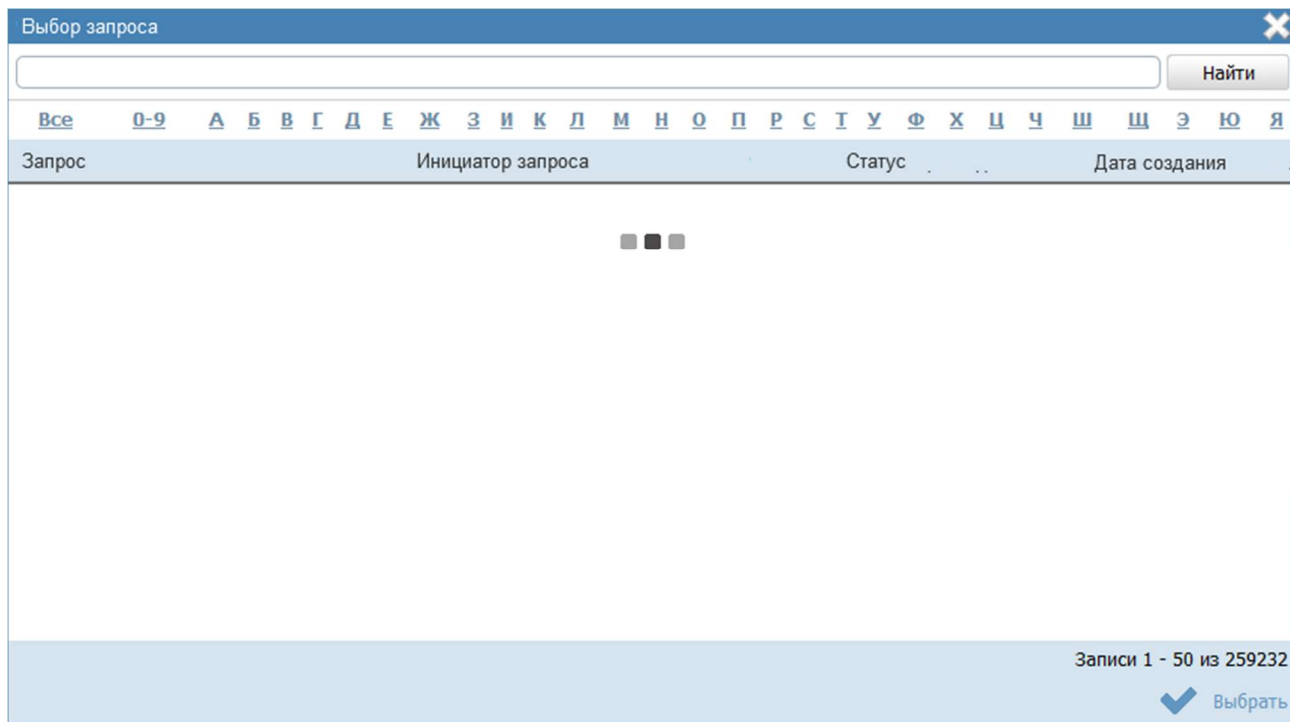 Выбор запроса
Найти
Все 0-9 А Б В Г Д Е Ж З И К Л М Н О П Р С Т У Ф Х Ц Ч Ш Щ Э Ю Я
Запрос Инициатор запроса Статус Дата создания
Записи 1 - 50 из 259232
Выбрать